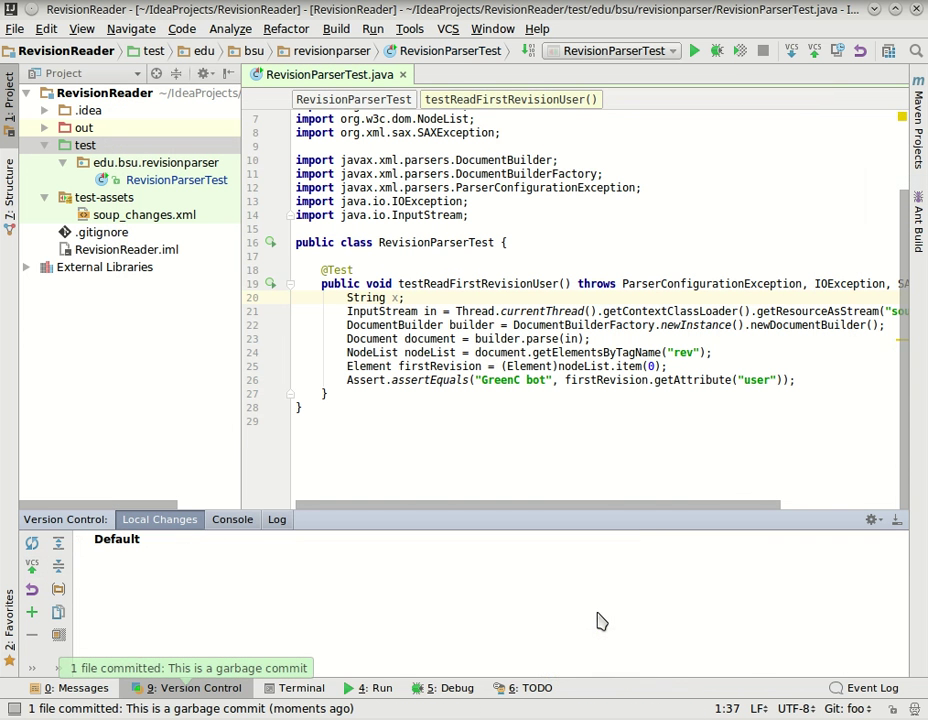 RevisionReader - [~/IdeaProjects/RevisionReader] - [RevisionReader] - ~/IdeaProjects/RevisionReader/test/edu/bsu/revisionparser/RevisionParserTest.java - I...
File Edit View Navigate Code Analyze Refactor Build Run Tools VCS Window Help
RevisionReader test edu bsu revisionparser RevisionParserTest RevisionParserTest VCS VCS
Project RevisionParserTest.java
RevisionReader ~/IdeaProjects/
.idea
out
test
edu.bsu.revisionparser
RevisionParserTest
test-assets
soup_changes.xml
.gitignore
RevisionReader.iml
External Libraries
1: Project
7: Structure
2: Favorites
RevisionParserTest testReadFirstRevisionUser()
7 import org.w3c.dom.NodeList;
8 import org.xml.sax.SAXException;
9
10 import javax.xml.parsers.DocumentBuilder;
11 import javax.xml.parsers.DocumentBuilderFactory;
12 import javax.xml.parsers.ParserConfigurationException;
13 import java.io.IOException;
14 import java.io.InputStream;
15
16 public class RevisionParserTest {
17
18 @Test
19 public void testReadFirstRevisionUser() throws ParserConfigurationException, IOException, SA
20 String x;
21 InputStream in = Thread.currentThread().getContextClassLoader().getResourceAsStream("sou
22 DocumentBuilder builder = DocumentBuilderFactory.newInstance().newDocumentBuilder();
23 Document document = builder.parse(in);
24 NodeList nodeList = document.getElementsByTagName("rev");
25 Element firstRevision = (Element)nodeList.item(0);
26 Assert.assertEquals("GreenC bot", firstRevision.getAttribute("user"));
27 }
28 }
29
Maven Projects
Ant Build
Version Control: Local Changes Console Log
Default
VCS
1 file committed: This is a garbage commit
0: Messages 9: Version Control Terminal 4: Run 5: Debug 6: TODO Event Log
1 file committed: This is a garbage commit (moments ago) 1:37 LF UTF-8 Git: foo